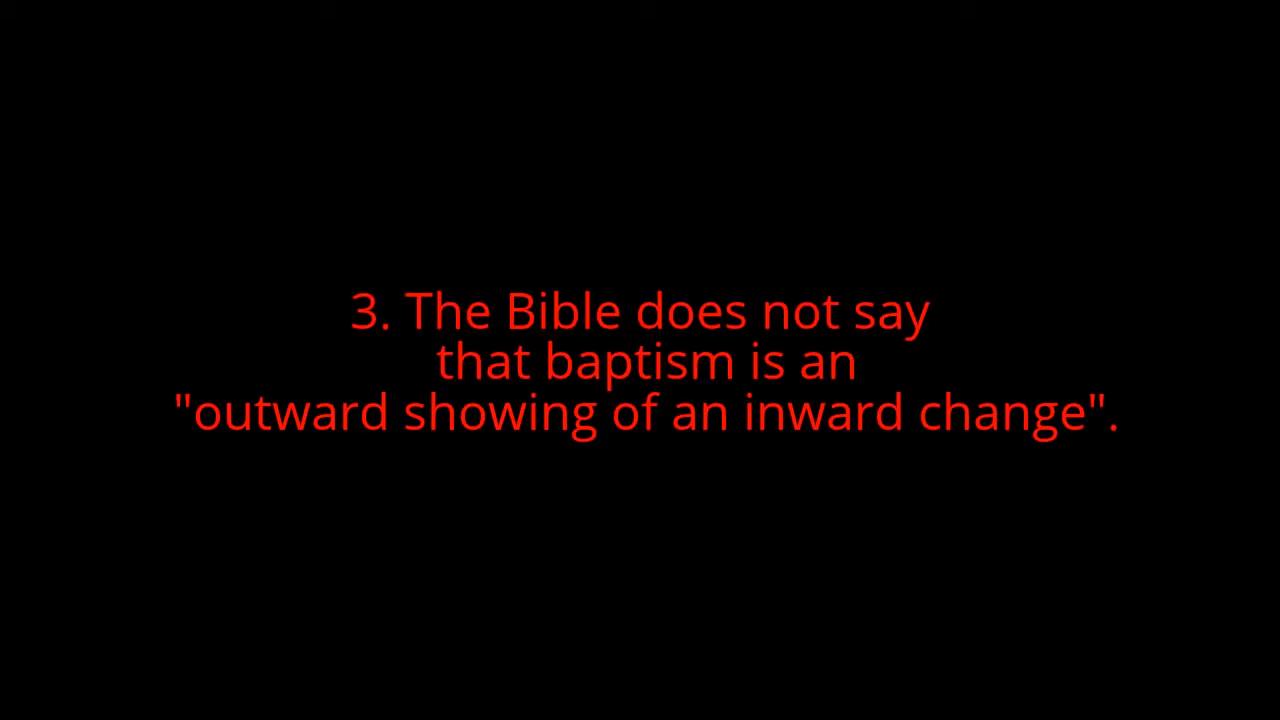 3. The Bible does not say
that baptism is an
"outward showing of an inward change".